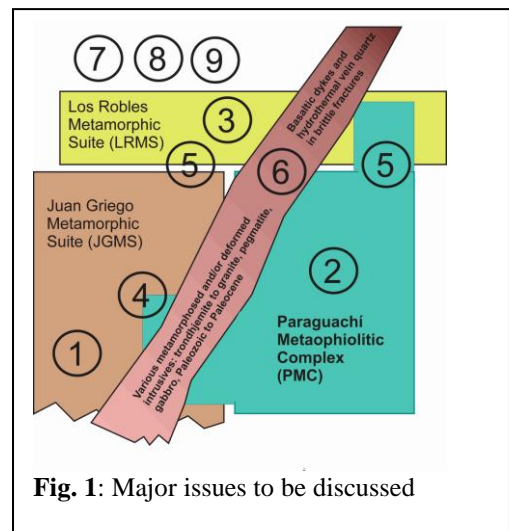 7 8 9
Los Robles
Metamorphic
Suite (LRMS)
3
Basaltic dykes and
hydrothermal vein quartz
in brittle fractures
5
5
6
Juan Griego
Metamorphic
Suite (JGMS)
4
2
Various metamorphosed and/or deformed
intrusives: trondhjemite to granite, pegmatite,
gabbro, Paleozoic to Paleocene
1
Paraguachí
Metaophiolitic
Complex
(PMC)
Fig. 1: Major issues to be discussed